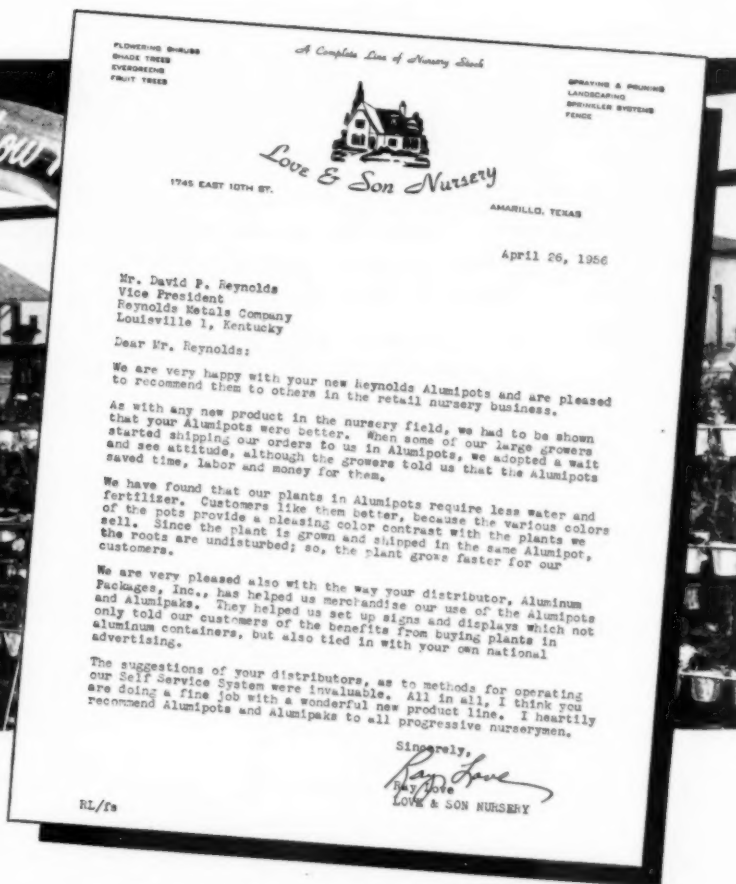 FLOWERING SHRUBS
SHADE TREES
EVERGREENS
FRUIT TREES
A Complete Line of Nursery Stock
SPRAYING & PRUNING
LANDSCAPING
SPRINKLER SYSTEMS
FENCE
Love & Son Nursery
1745 EAST 10TH ST.
AMARILLO, TEXAS
April 26, 1956
Mr. David P. Reynolds
Vice President
Reynolds Metals Company
Louisville 1, Kentucky
Dear Mr. Reynolds:
We are very happy with your new Reynolds Alumipots and are pleased
to recommend them to others in the retail nursery business.
As with any new product in the nursery field, we had to be shown
that your Alumipots were better. When some of our large growers
started shipping our orders to us in Alumipots, we adopted a wait
and see attitude, although the growers told us that the Alumipots
saved time, labor and money for them.
We have found that our plants in Alumipots require less water and
fertilizer. Customers like them better, because the various colors
of the pots provide a pleasing color contrast with the plants we
sell. Since the plant is grown and shipped in the same Alumipot,
the roots are undisturbed; so, the plant grows faster for our
customers.
We are very pleased also with the way your distributor, Aluminum
Packages, Inc., has helped us merchandise our use of the Alumipots
and Alumipaks. They helped us set up signs and displays which not
only told our customers of the benefits from buying plants in
aluminum containers, but also tied in with your own national
advertising.
The suggestions of your distributors, as to methods for operating
our Self Service System were invaluable. All in all, I think you
are doing a fine job with a wonderful new product line. I heartily
recommend Alumipots and Alumipaks to all progressive nurserymen.
Sincerely,
Ray Love
Ray Love
LOVE & SON NURSERY
RL/fs